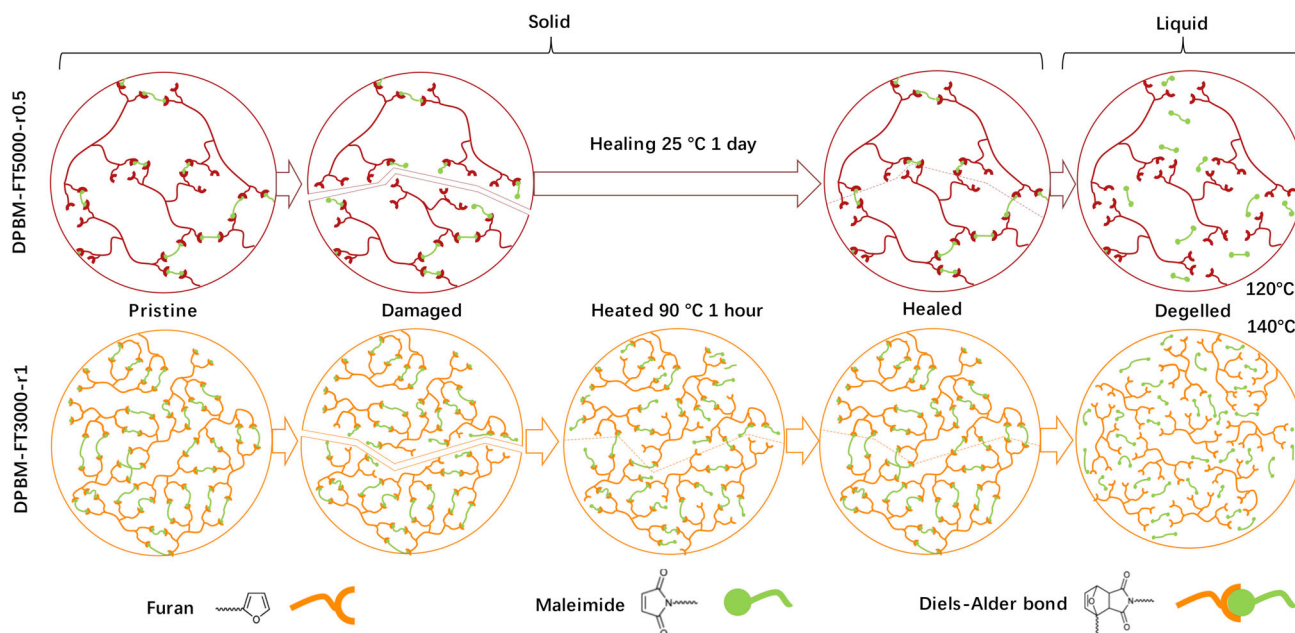 Solid
Liquid
DPBM-FT5000-r0.5
Healing 25 °C 1 day
120°C
Pristine
Damaged
Heated 90 °C 1 hour
Healed
Degelled
140°C
DPBM-FT3000-r1
Furan
O
Maleimide
O
N
O
Diels-Alder bond
O
O
N
O